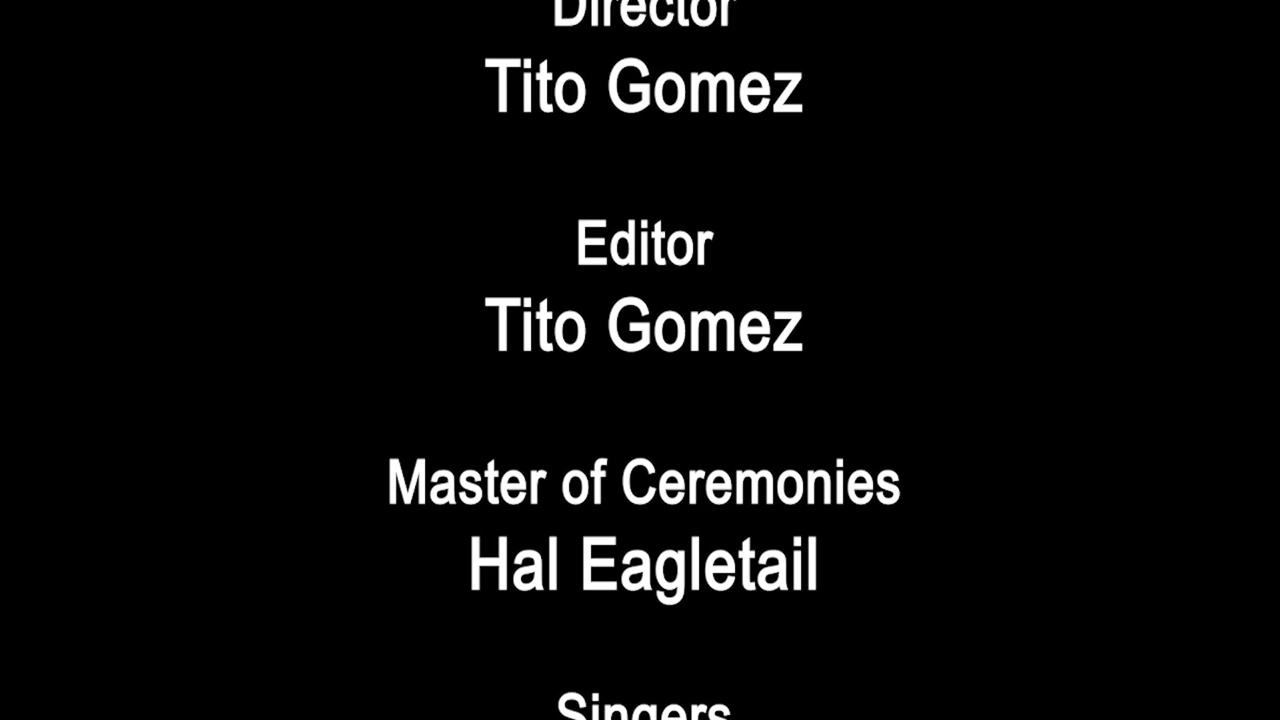 Director
Tito Gomez
Editor
Tito Gomez
Master of Ceremonies
Hal Eagletail
Singers